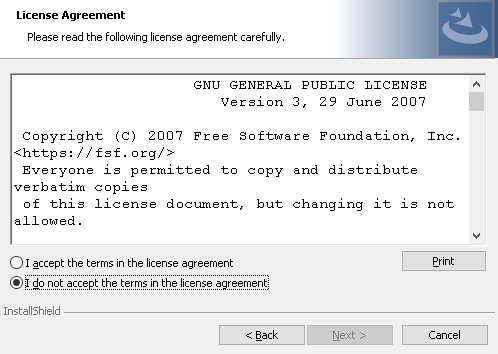 License Agreement
Please read the following license agreement carefully.
GNU GENERAL PUBLIC LICENSE
Version 3, 29 June 2007
Copyright (C) 2007 Free Software Foundation, Inc.
<https://fsf.org/>
Everyone is permitted to copy and distribute
verbatim copies
of this license document, but changing it is not
allowed.
I accept the terms in the license agreement
I do not accept the terms in the license agreement
Print
InstallShield
< Back
Next >
Cancel